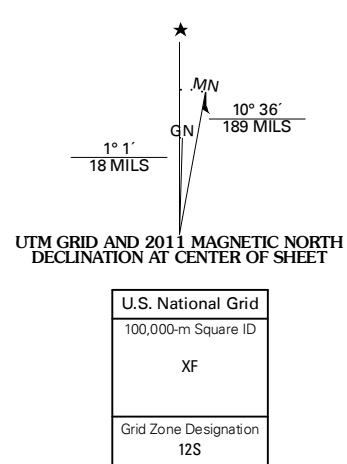 ★
MN
10° 36´
189 MILS
GN
1° 1´
18 MILS
UTM GRID AND 2011 MAGNETIC NORTH
DECLINATION AT CENTER OF SHEET
U.S. National Grid
100,000-m Square ID
XF
Grid Zone Designation
12S